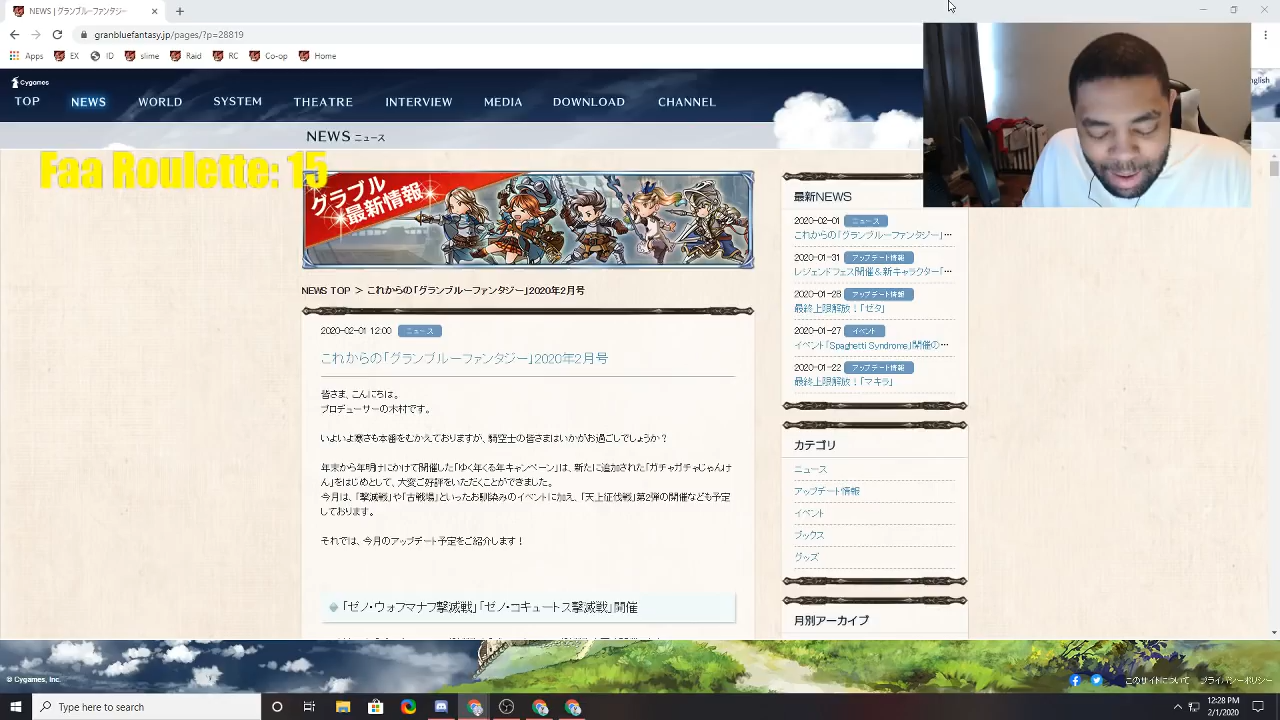 NEWS | グランブルーファンタジー
granbluefantasy.jp/pages/?p=28813
Apps EX ID slime Raid RC Co-op Home
Cygames
TOP NEWS WORLD SYSTEM THEATRE INTERVIEW MEDIA DOWNLOAD CHANNEL
nglish
NEWS ニュース
Faa Roulette: 15
グラブル
最新情報
NEWS TOP > これからの「グランブルーファンタジー」2020年2月号
2020-02-01 12:00 ニュース
これからの「グランブルーファンタジー」2020年2月号
皆さま、こんにちは。
プロデューサーの木村です。
いよいよ寒さも本番をむかえておりますが、騎空士の皆さまはいかがお過ごしでしょうか？
年末から年明けにかけて開催した「ゆく年くる年キャンペーン」は、新たに追加された「ガチャガチャじゃんけ
ん」をはじめとして、大変ご好評をいただくことができました。
今月は、「撃滅戦」や「古戦場」といったお馴染みのイベントに加え、「天上征伐戦」第2弾の開催なども予定
しております。
それでは、今月のアップデート予定をご紹介します！
最新NEWS
2020-02-01 ニュース
これからの「グランブルーファンタジー」…
2020-01-31 アップデート情報
レジェンドフェス開催＆新キャラクター「…
2020-01-28 アップデート情報
最終上限解放！「ゼタ」
2020-01-27 イベント
イベント「Spaghetti Syndrome」開催の…
2020-01-22 アップデート情報
最終上限解放！「マキラ」
カテゴリ
ニュース
アップデート情報
イベント
ブックス
グッズ
月別アーカイブ
© Cygames, Inc.
このサイトについて プライバシーポリシー
Type here to search
12:28 PM
2/1/2020